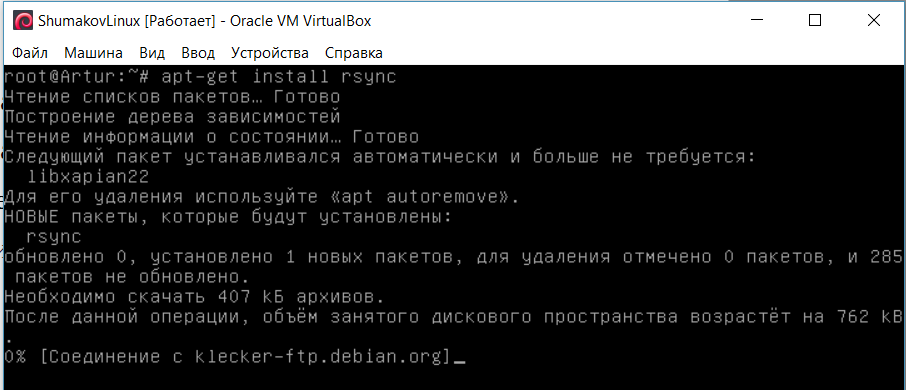 ShumakovLinux [Работает] - Oracle VM VirtualBox
Файл Машина Вид Ввод Устройства Справка
root@Artur:~# apt-get install rsync
Чтение списков пакетов… Готово
Построение дерева зависимостей
Чтение информации о состоянии… Готово
Следующий пакет устанавливался автоматически и больше не требуется:
libxapian22
Для его удаления используйте «apt autoremove».
НОВЫЕ пакеты, которые будут установлены:
rsync
обновлено 0, установлено 1 новых пакетов, для удаления отмечено 0 пакетов, и 285
пакетов не обновлено.
Необходимо скачать 407 kБ архивов.
После данной операции, объём занятого дискового пространства возрастёт на 762 kB
.
0% [Соединение с klecker-ftp.debian.org]_